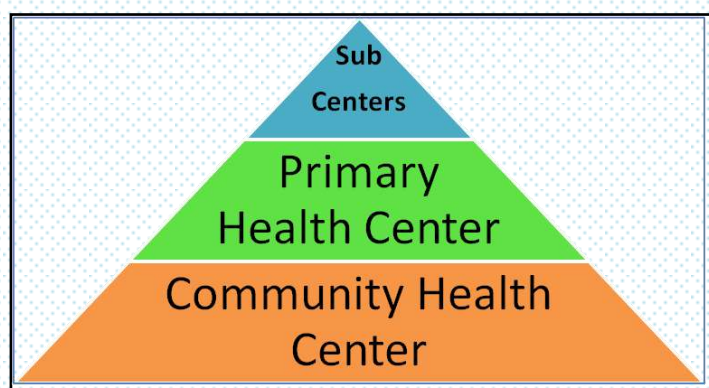 Sub
Centers
Primary
Health Center
Community Health
Center